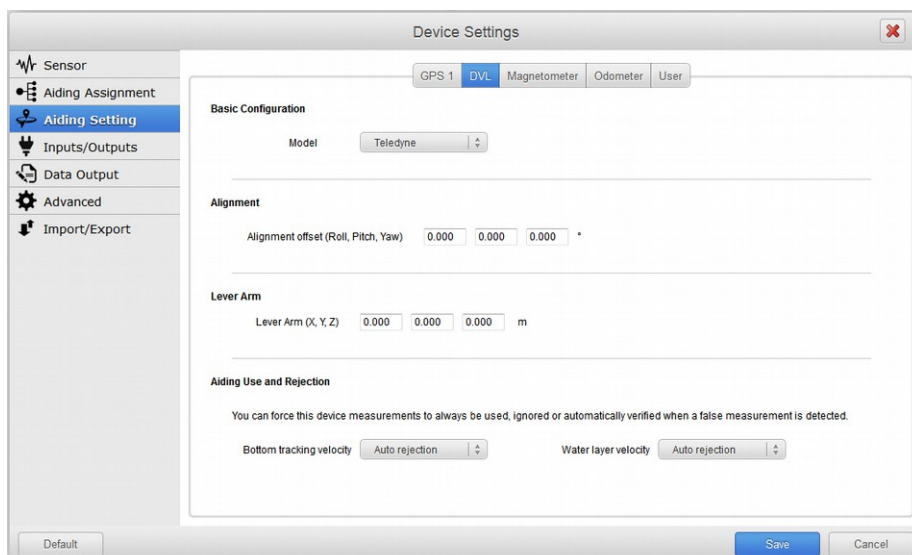 Device Settings
Sensor
Aiding Assignment
Aiding Setting
Inputs/Outputs
Data Output
Advanced
Import/Export
GPS 1 DVL Magnetometer Odometer User
Basic Configuration
Model Teledyne
Alignment
Alignment offset (Roll, Pitch, Yaw) 0.000 0.000 0.000 °
Lever Arm
Lever Arm (X, Y, Z) 0.000 0.000 0.000 m
Aiding Use and Rejection
You can force this device measurements to always be used, ignored or automatically verified when a false measurement is detected.
Bottom tracking velocity Auto rejection Water layer velocity Auto rejection
Default Save Cancel